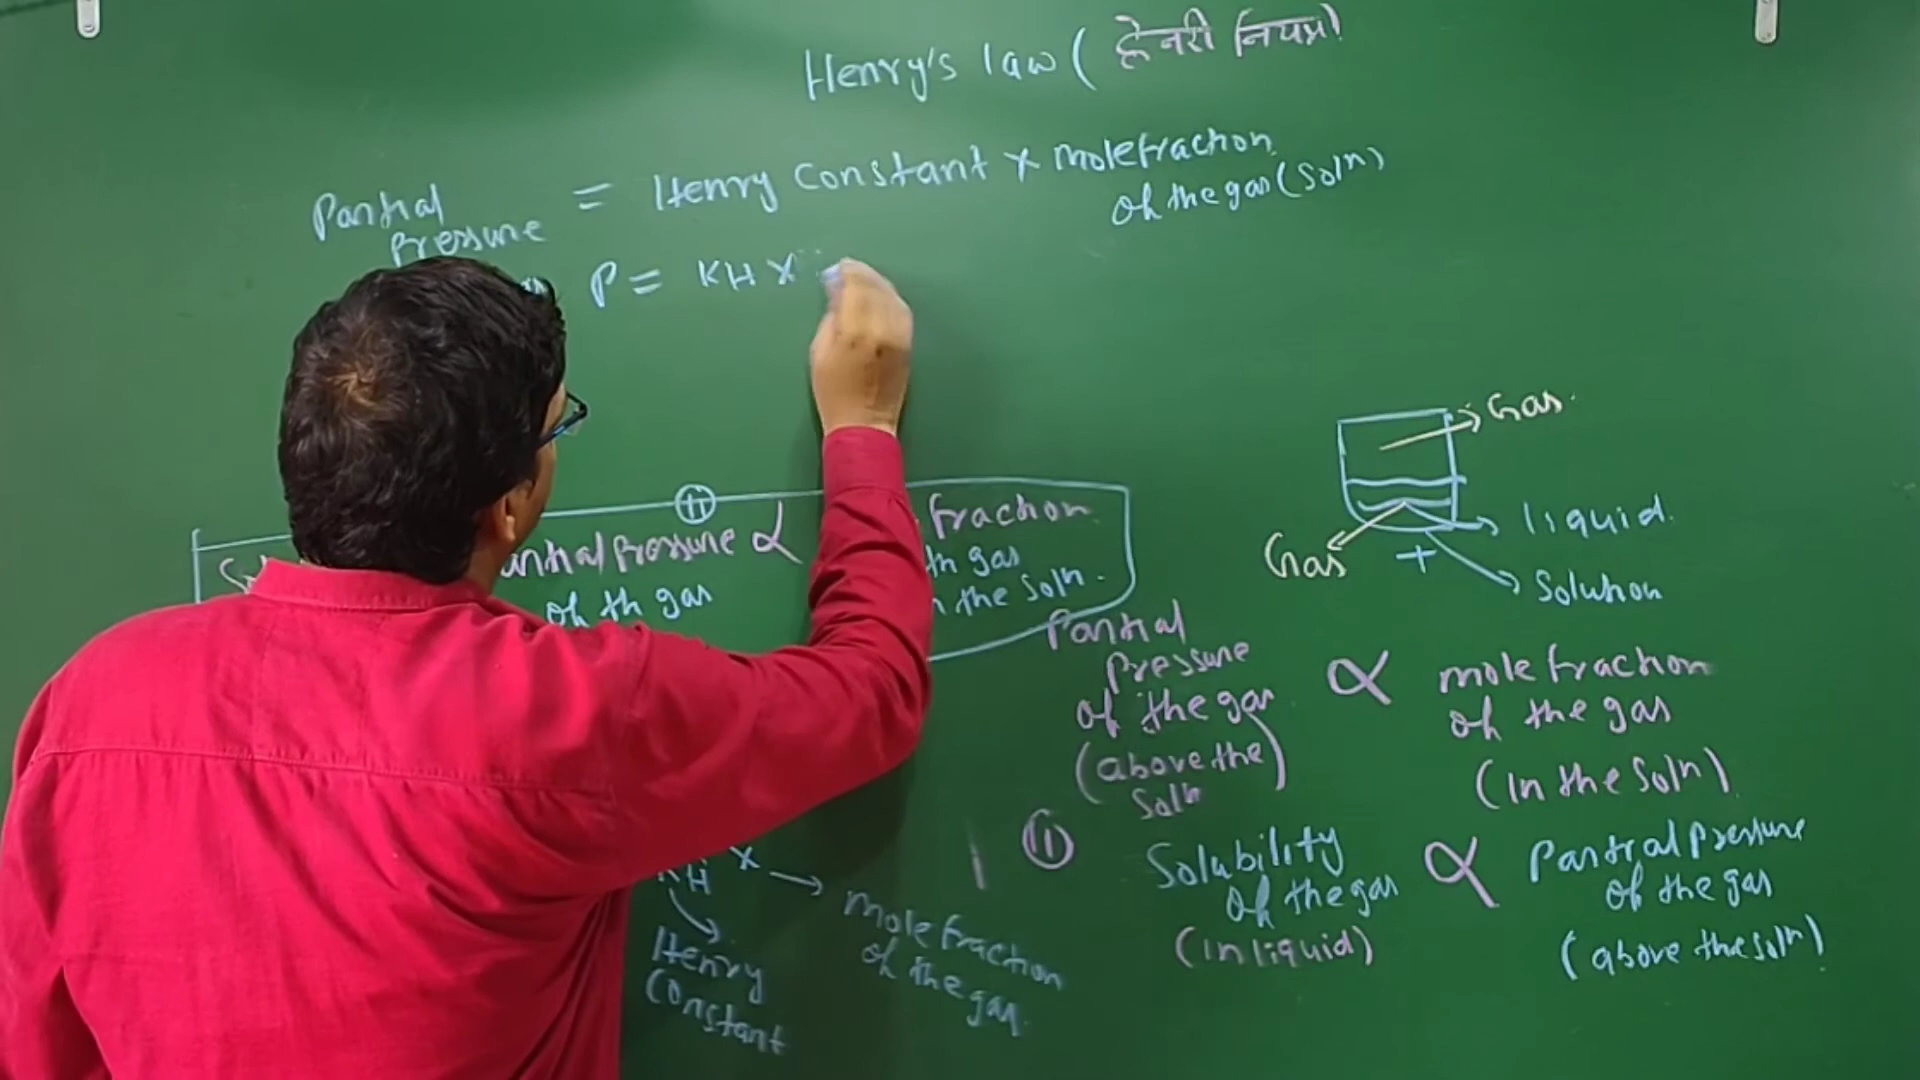 Henry's law ( हेनरी नियम)
Partial Pressure = Henry Constant x molefraction
of the gas (Soln)
P = KH X
(ii)
Partial Pressure ∝ fraction
of th gas
th gas
the Soln.
Gas
liquid
Gas
+
Solution
Partial
Pressure
of the gas
(above the
Soln)
∝
mole fraction
of the gas
(in the Soln)
(ii)
Solubility
of the gas
(in liquid)
∝
Partial Pressure
of the gas
(above the soln)
KH x → mole fraction
of the gas
Henry
Constant